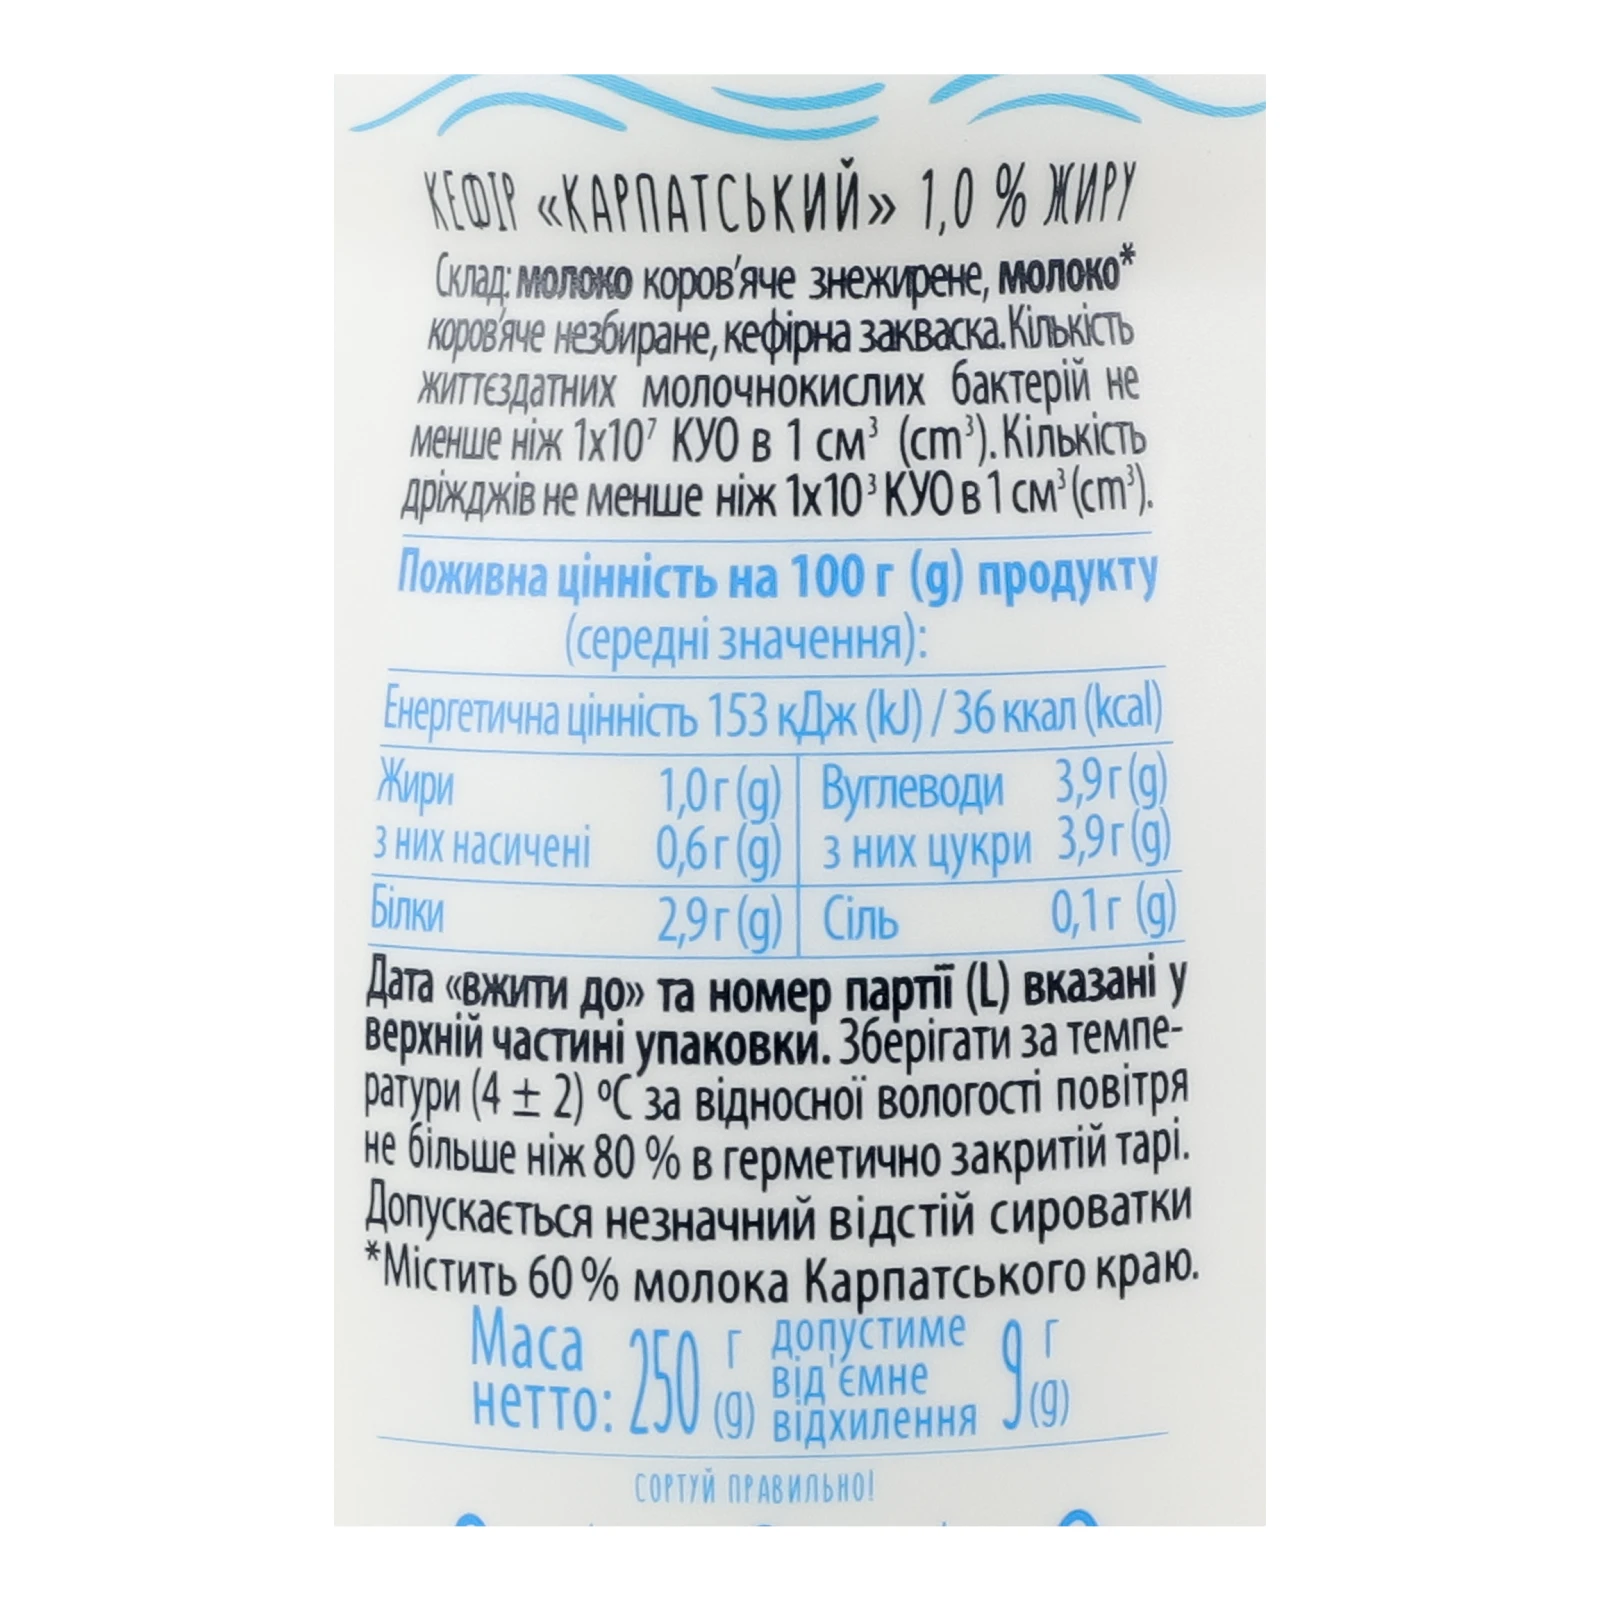 КЕФІР «КАРПАТСЬКИЙ» 1,0 % ЖИРУ
Склад: молоко коров'яче знежирене, молоко*
коров'яче незбиране, кефірна закваска. Кількість
життєздатних молочнокислих бактерій не
менше ніж 1x10⁷ КУО в 1 см³ (cm³). Кількість
дріжджів не менше ніж 1x10³ КУО в 1 см³ (cm³).
Поживна цінність на 100 г (g) продукту
(середні значення):
Енергетична цінність 153 кДж (kJ) / 36 ккал (kcal)
Жири 1,0 г (g) Вуглеводи 3,9 г (g)
з них насичені 0,6 г (g) з них цукри 3,9 г (g)
Білки 2,9 г (g) Сіль 0,1 г (g)
Дата «вжити до» та номер партії (L) вказані у
верхній частині упаковки. Зберігати за темпе-
ратури (4 ± 2) ºС за відносної вологості повітря
не більше ніж 80 % в герметично закритій тарі.
Допускається незначний відстій сироватки
*Містить 60 % молока Карпатського краю.
Маса нетто: 250 г (g) допустиме від'ємне відхилення 9 г (g)
СОРТУЙ ПРАВИЛЬНО!